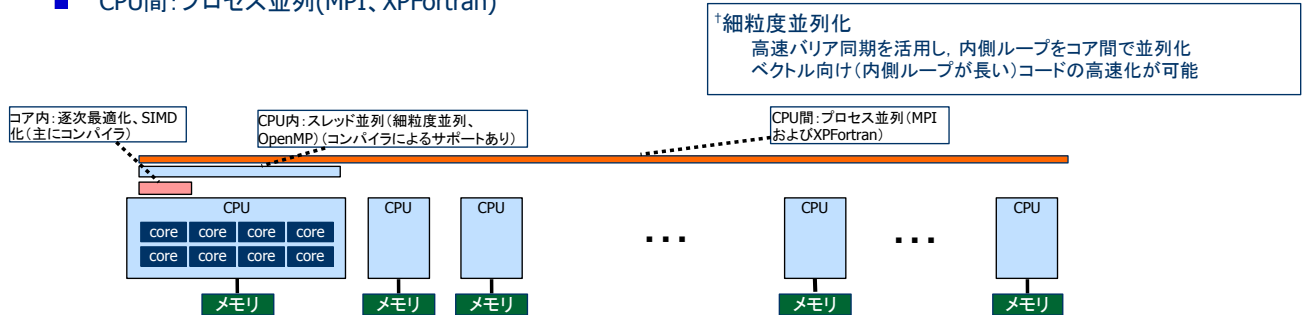 CPU間：プロセス並列(MPI、XPFortran)
†細粒度並列化
高速バリア同期を活用し，内側ループをコア間で並列化
ベクトル向け（内側ループが長い）コードの高速化が可能
コア内：逐次最適化、SIMD
化（主にコンパイラ）
CPU内：スレッド並列（細粒度並列、
OpenMP）（コンパイラによるサポートあり）
CPU間：プロセス並列（MPI
およびXPFortran）
CPU CPU CPU CPU CPU
core core core core
core core core core
... ...
メモリ メモリ メモリ メモリ メモリ